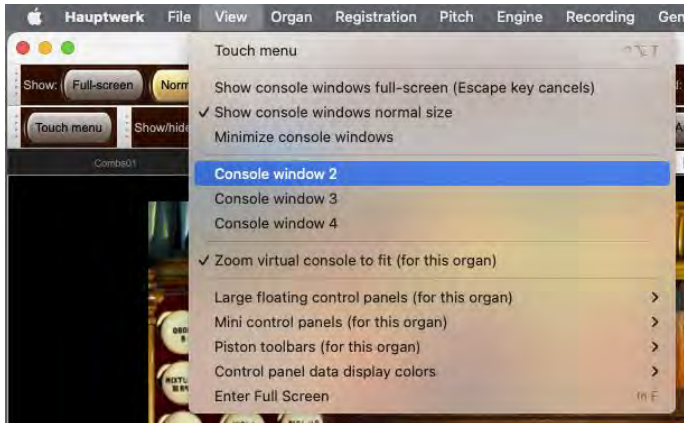 Hauptwerk File View Organ Registration Pitch Engine Recording Gen
Touch menu
Show: Full-screen Norm
Show console windows full-screen (Escape key cancels)
✓ Show console windows normal size
Touch menu Show/hide
Minimize console windows
Combs01
Console window 2
Console window 3
Console window 4
✓ Zoom virtual console to fit (for this organ)
Large floating control panels (for this organ) >
Mini control panels (for this organ) >
Piston toolbars (for this organ) >
Control panel data display colors >
Enter Full Screen